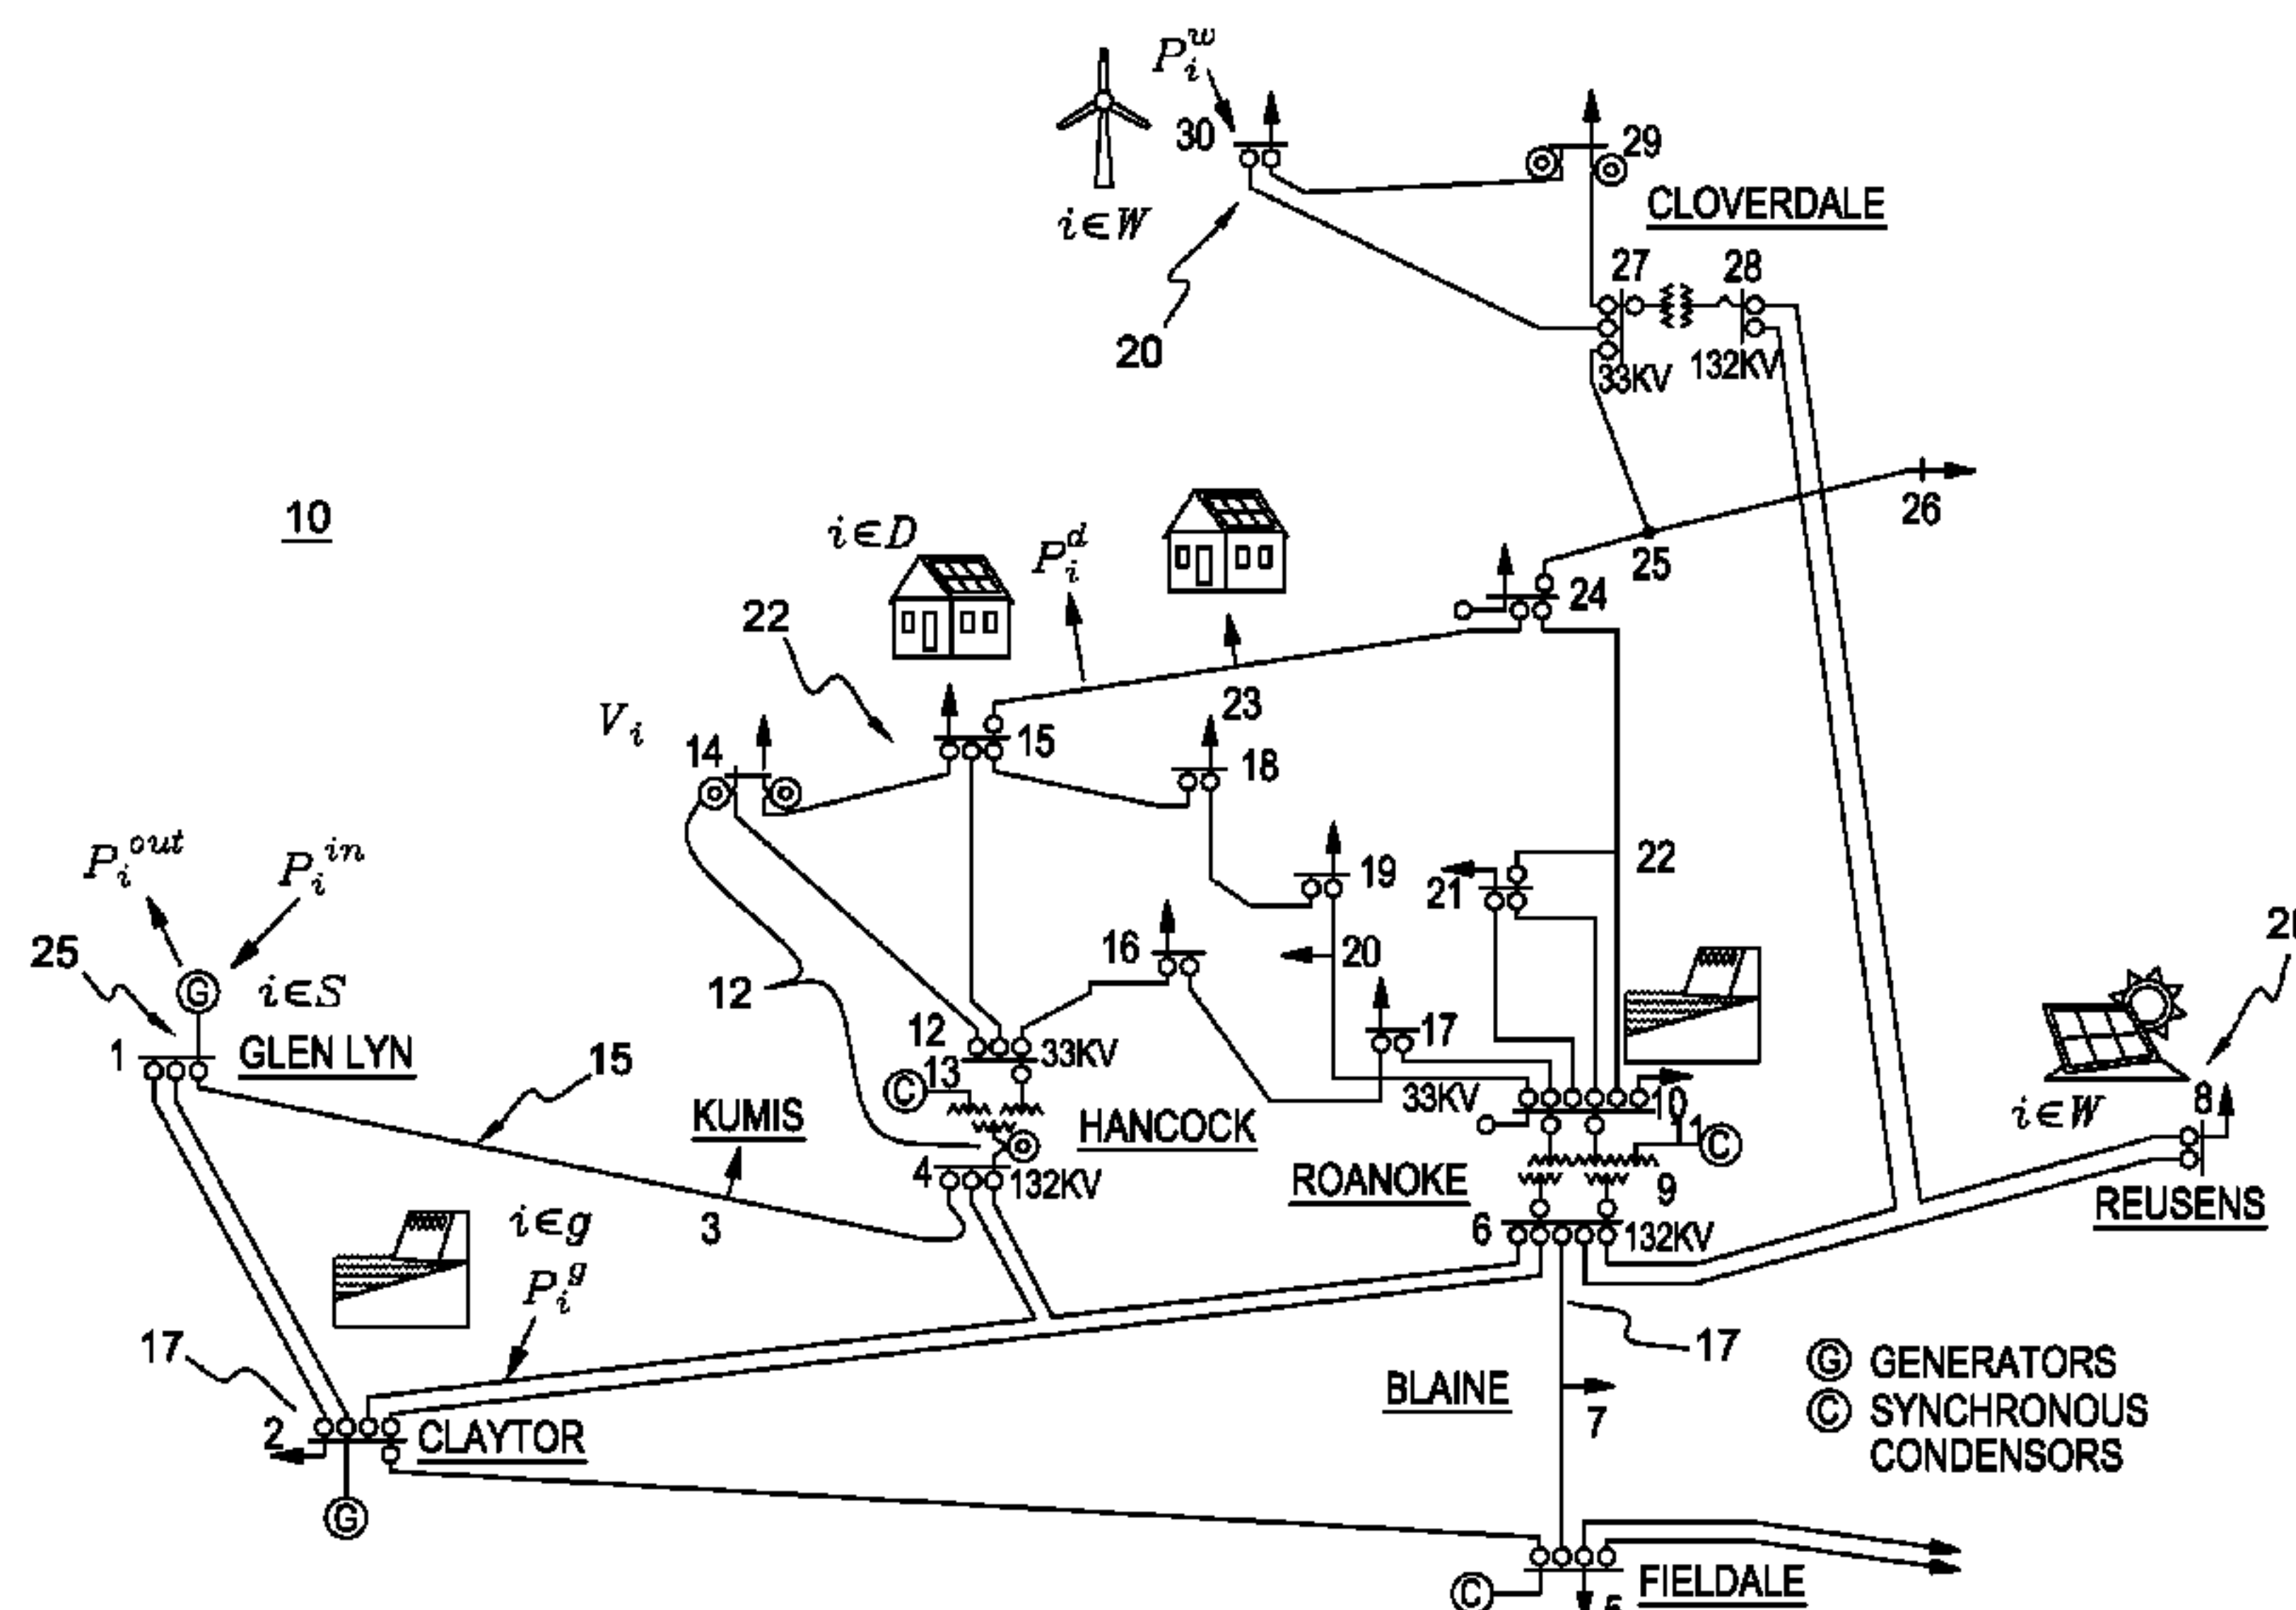 P_i^w
30
29
CLOVERDALE
i∈W
27
28
20
33KV
132KV
10
26
i∈D
P_i^d
25
24
22
23
V_i
14
15
18
P_i^out
P_i^in
19
21
22
25
G
i∈S
16
20
12
12
17
1
GLEN LYN
33KV
13
C
15
KUMIS
HANCOCK
33KV
10
11
C
i∈W
8
4
132KV
ROANOKE
9
REUSENS
3
6
132KV
i∈g
P_i^g
17
17
G GENERATORS
BLAINE
7
C SYNCHRONOUS
CONDENSORS
2
CLAYTOR
G
C
FIELDALE